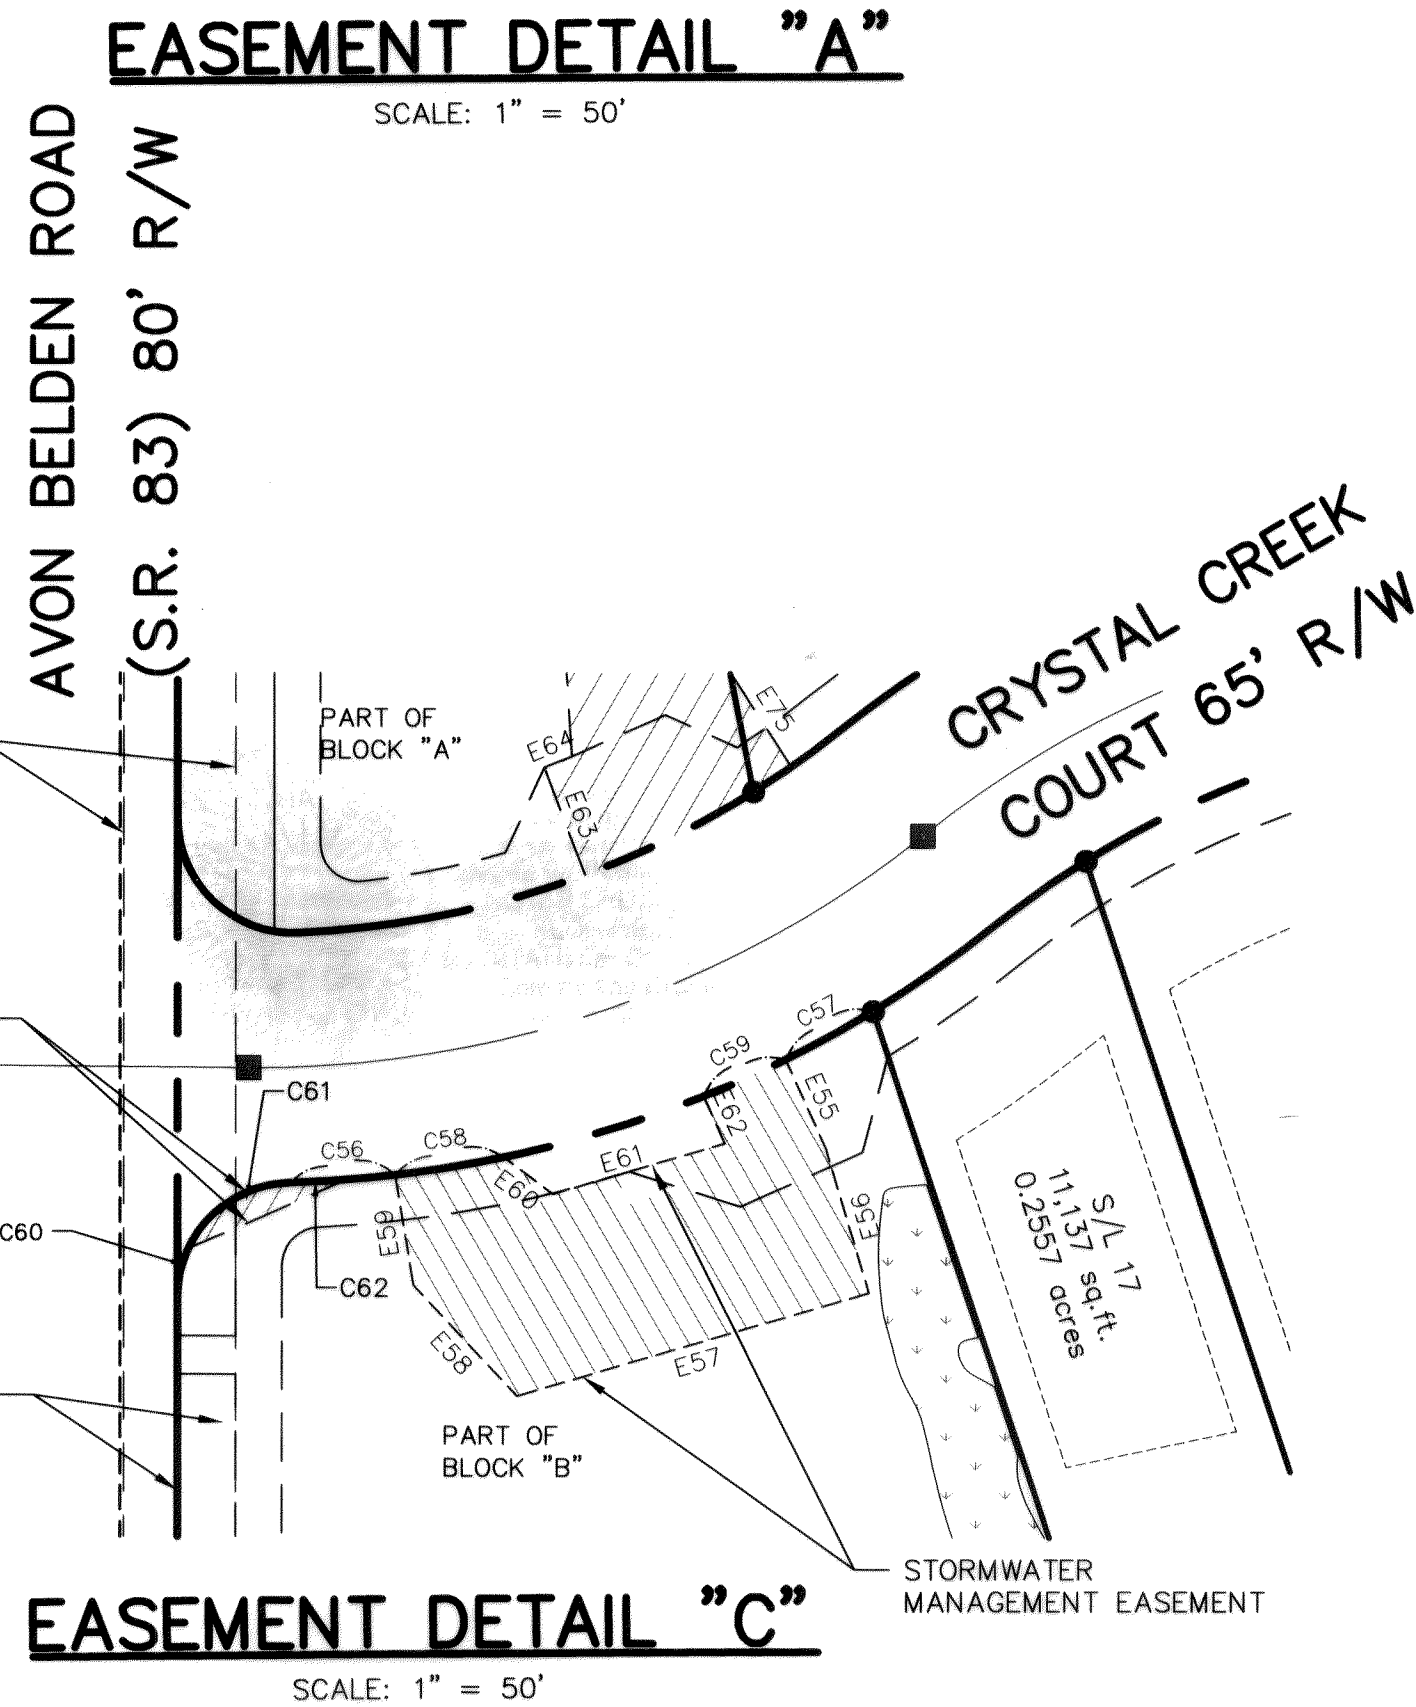 EASEMENT DETAIL "A"
SCALE: 1" = 50'
AVON BELDEN ROAD
(S.R. 83) 80' R/W
CRYSTAL CREEK
COURT 65' R/W
PART OF
BLOCK "A"
E64
E75
E63
C57
C59
E55
E62
C61
C56
C58
E61
E60
E59
E56
C60
C62
E58
E57
S/L 17
11,137 sq.ft.
0.2557 acres
PART OF
BLOCK "B"
STORMWATER
MANAGEMENT EASEMENT
EASEMENT DETAIL "C"
SCALE: 1" = 50'